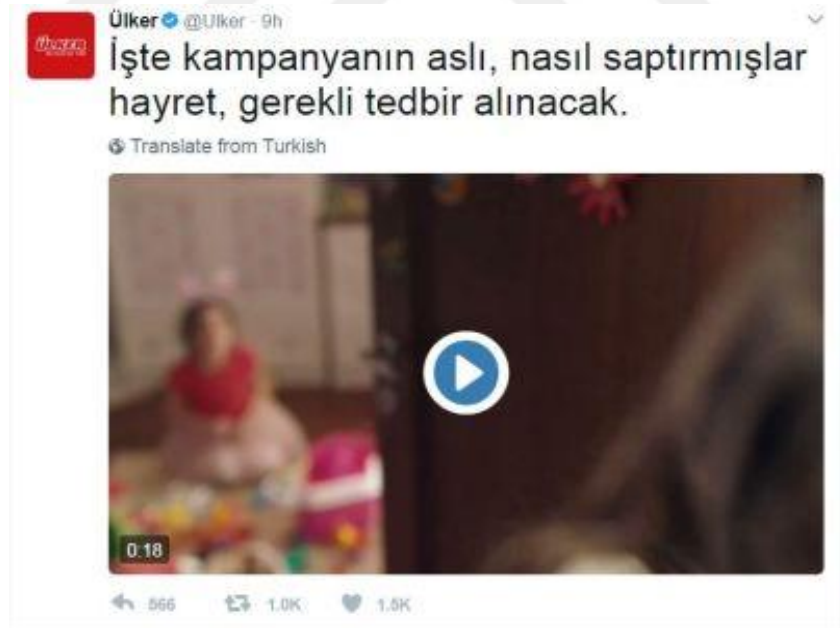 ÜLKER
Ülker @Ulker · 9h
İşte kampanyanın aslı, nasıl saptırmışlar
hayret, gerekli tedbir alınacak.
Translate from Turkish
0:18
566 1.0K 1.5K